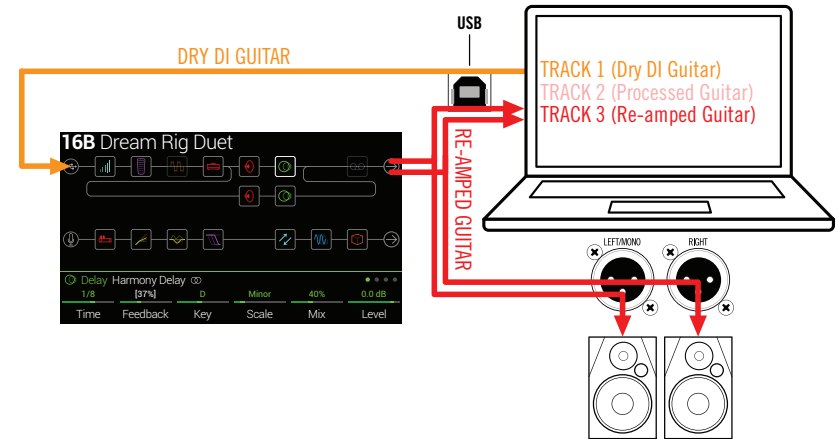 USB
DRY DI GUITAR
TRACK 1 (Dry DI Guitar)
TRACK 2 (Processed Guitar)
TRACK 3 (Re-amped Guitar)
16B Dream Rig Duet
RE-AMPED GUITAR
LEFT/MONO RIGHT
Delay Harmony Delay
1/8 [37%] D Minor 40% 0.0 dB
Time Feedback Key Scale Mix Level